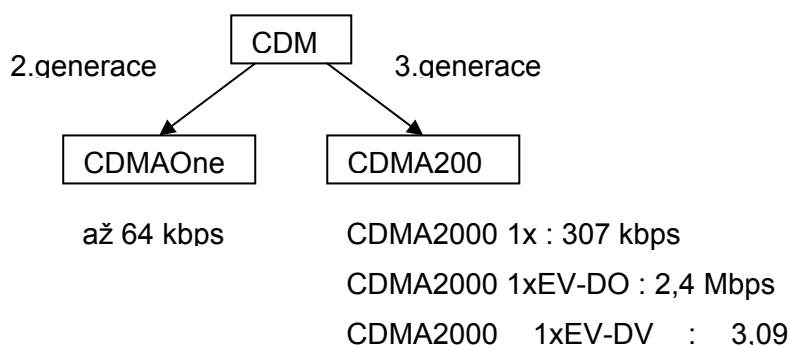 CDM
2.generace 3.generace
CDMAOne CDMA200
až 64 kbps CDMA2000 1x : 307 kbps
CDMA2000 1xEV-DO : 2,4 Mbps
CDMA2000 1xEV-DV : 3,09